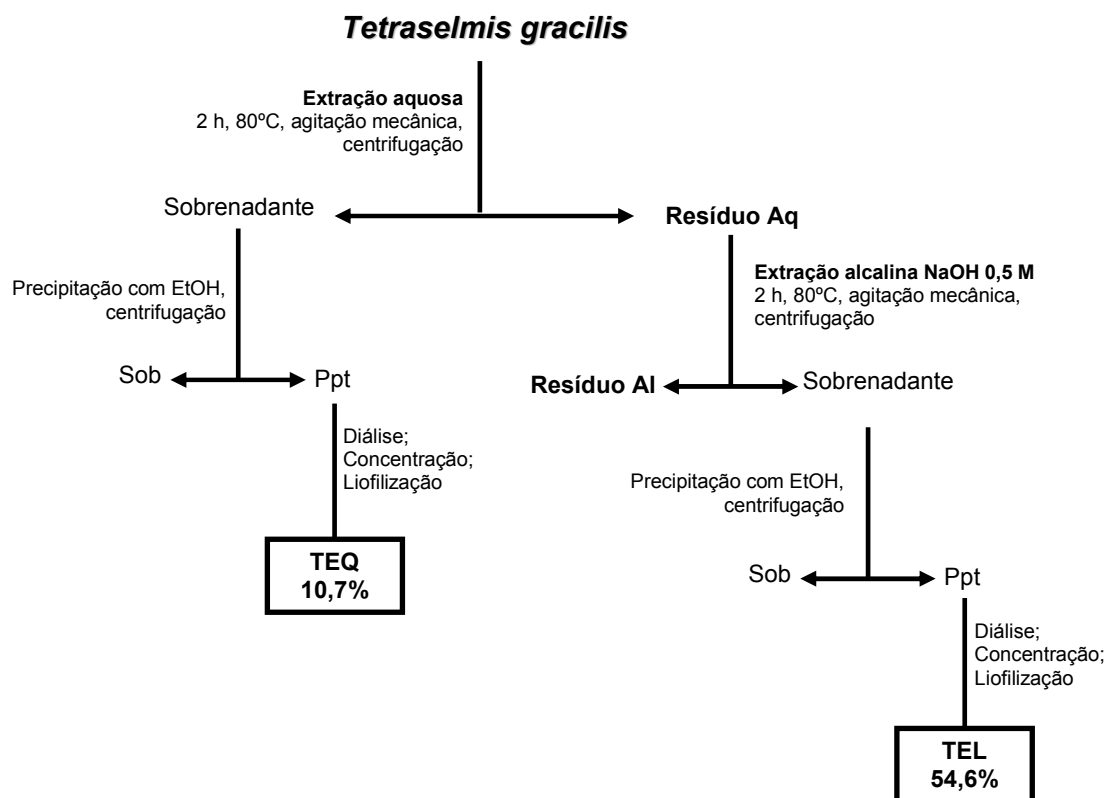 Tetraselmis gracilis
Extração aquosa
2 h, 80ºC, agitação mecânica,
centrifugação
Sobrenadante
Resíduo Aq
Precipitação com EtOH,
centrifugação
Extração alcalina NaOH 0,5 M
2 h, 80ºC, agitação mecânica,
centrifugação
Sob
Ppt
Resíduo Al
Sobrenadante
Diálise;
Concentração;
Liofilização
Precipitação com EtOH,
centrifugação
TEQ
10,7%
Sob
Ppt
Diálise;
Concentração;
Liofilização
TEL
54,6%